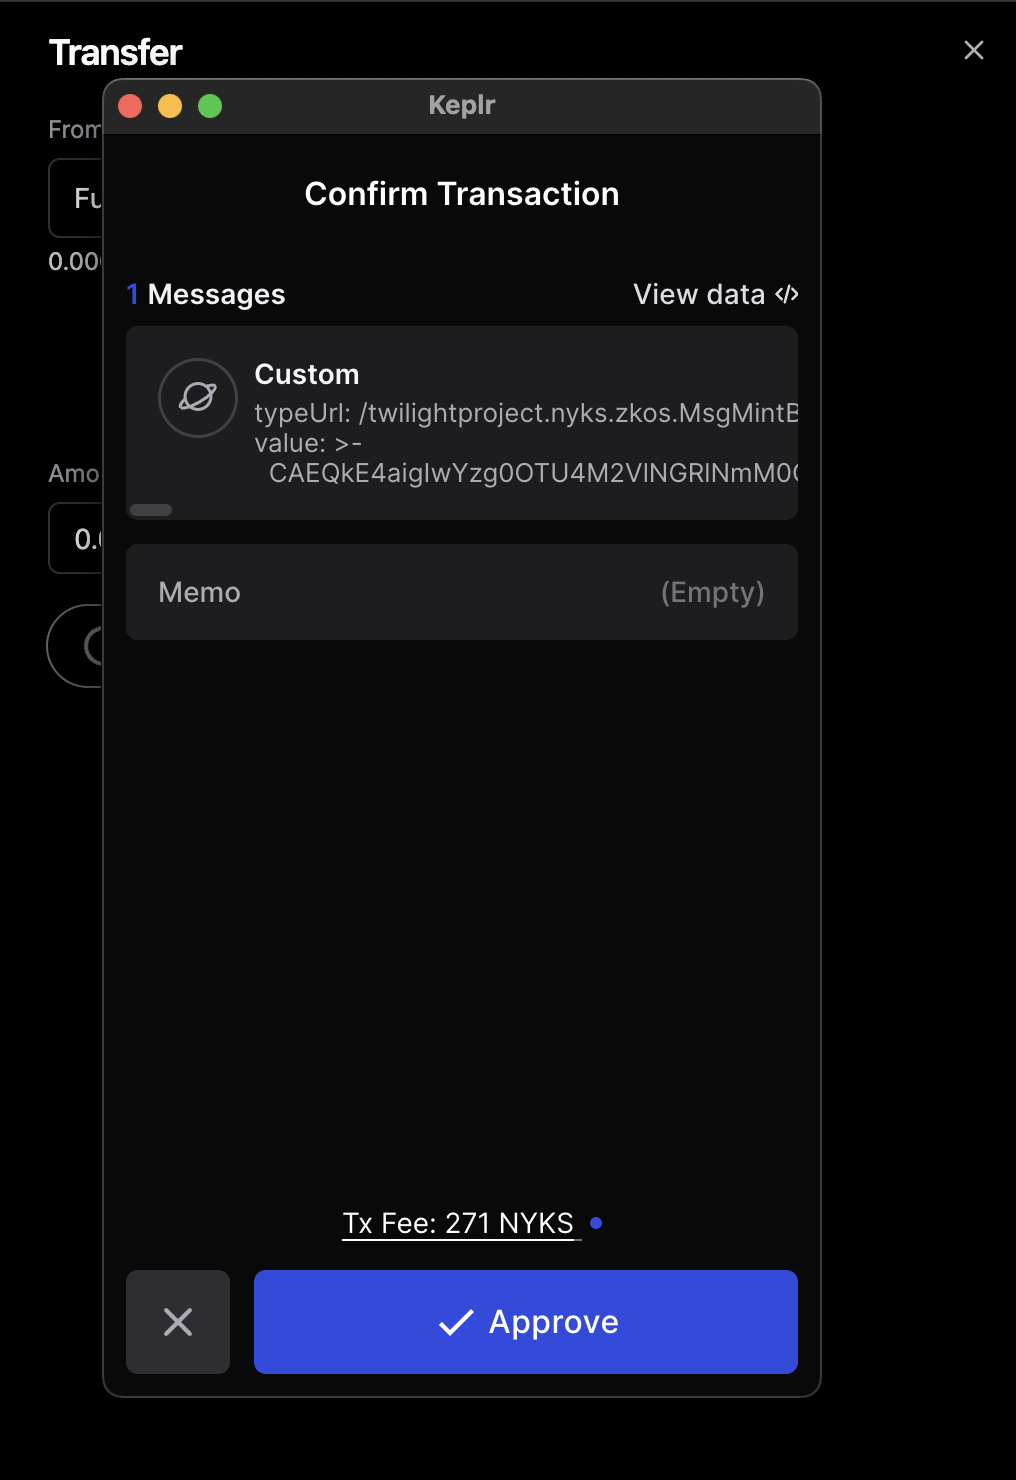 Transfer
Keplr
From
Confirm Transaction
Fu
0.00
1 Messages
View data </>
Custom
typeUrl: /twilightproject.nyks.zkos.MsgMintB
value: >-
CAEQkE4aigIwYzg0OTU4M2VlNGRlNmM0
Amo
0.
Memo
(Empty)
Tx Fee: 271 NYKS
Approve